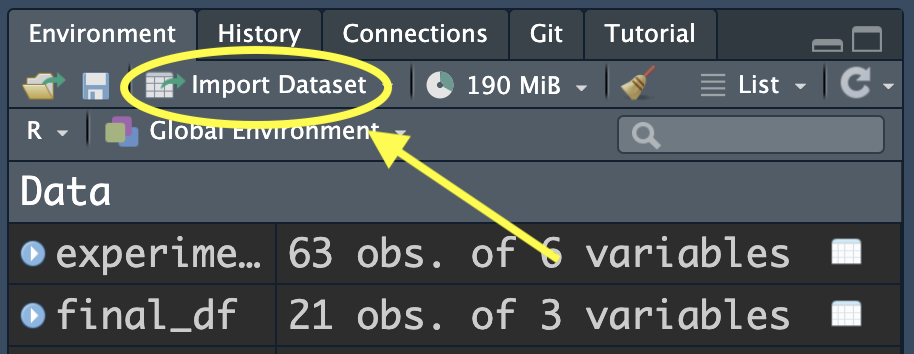 Environment History Connections Git Tutorial
Import Dataset 190 MiB List
R Global Environment
Data
experime… 63 obs. of 6 variables
final_df 21 obs. of 3 variables